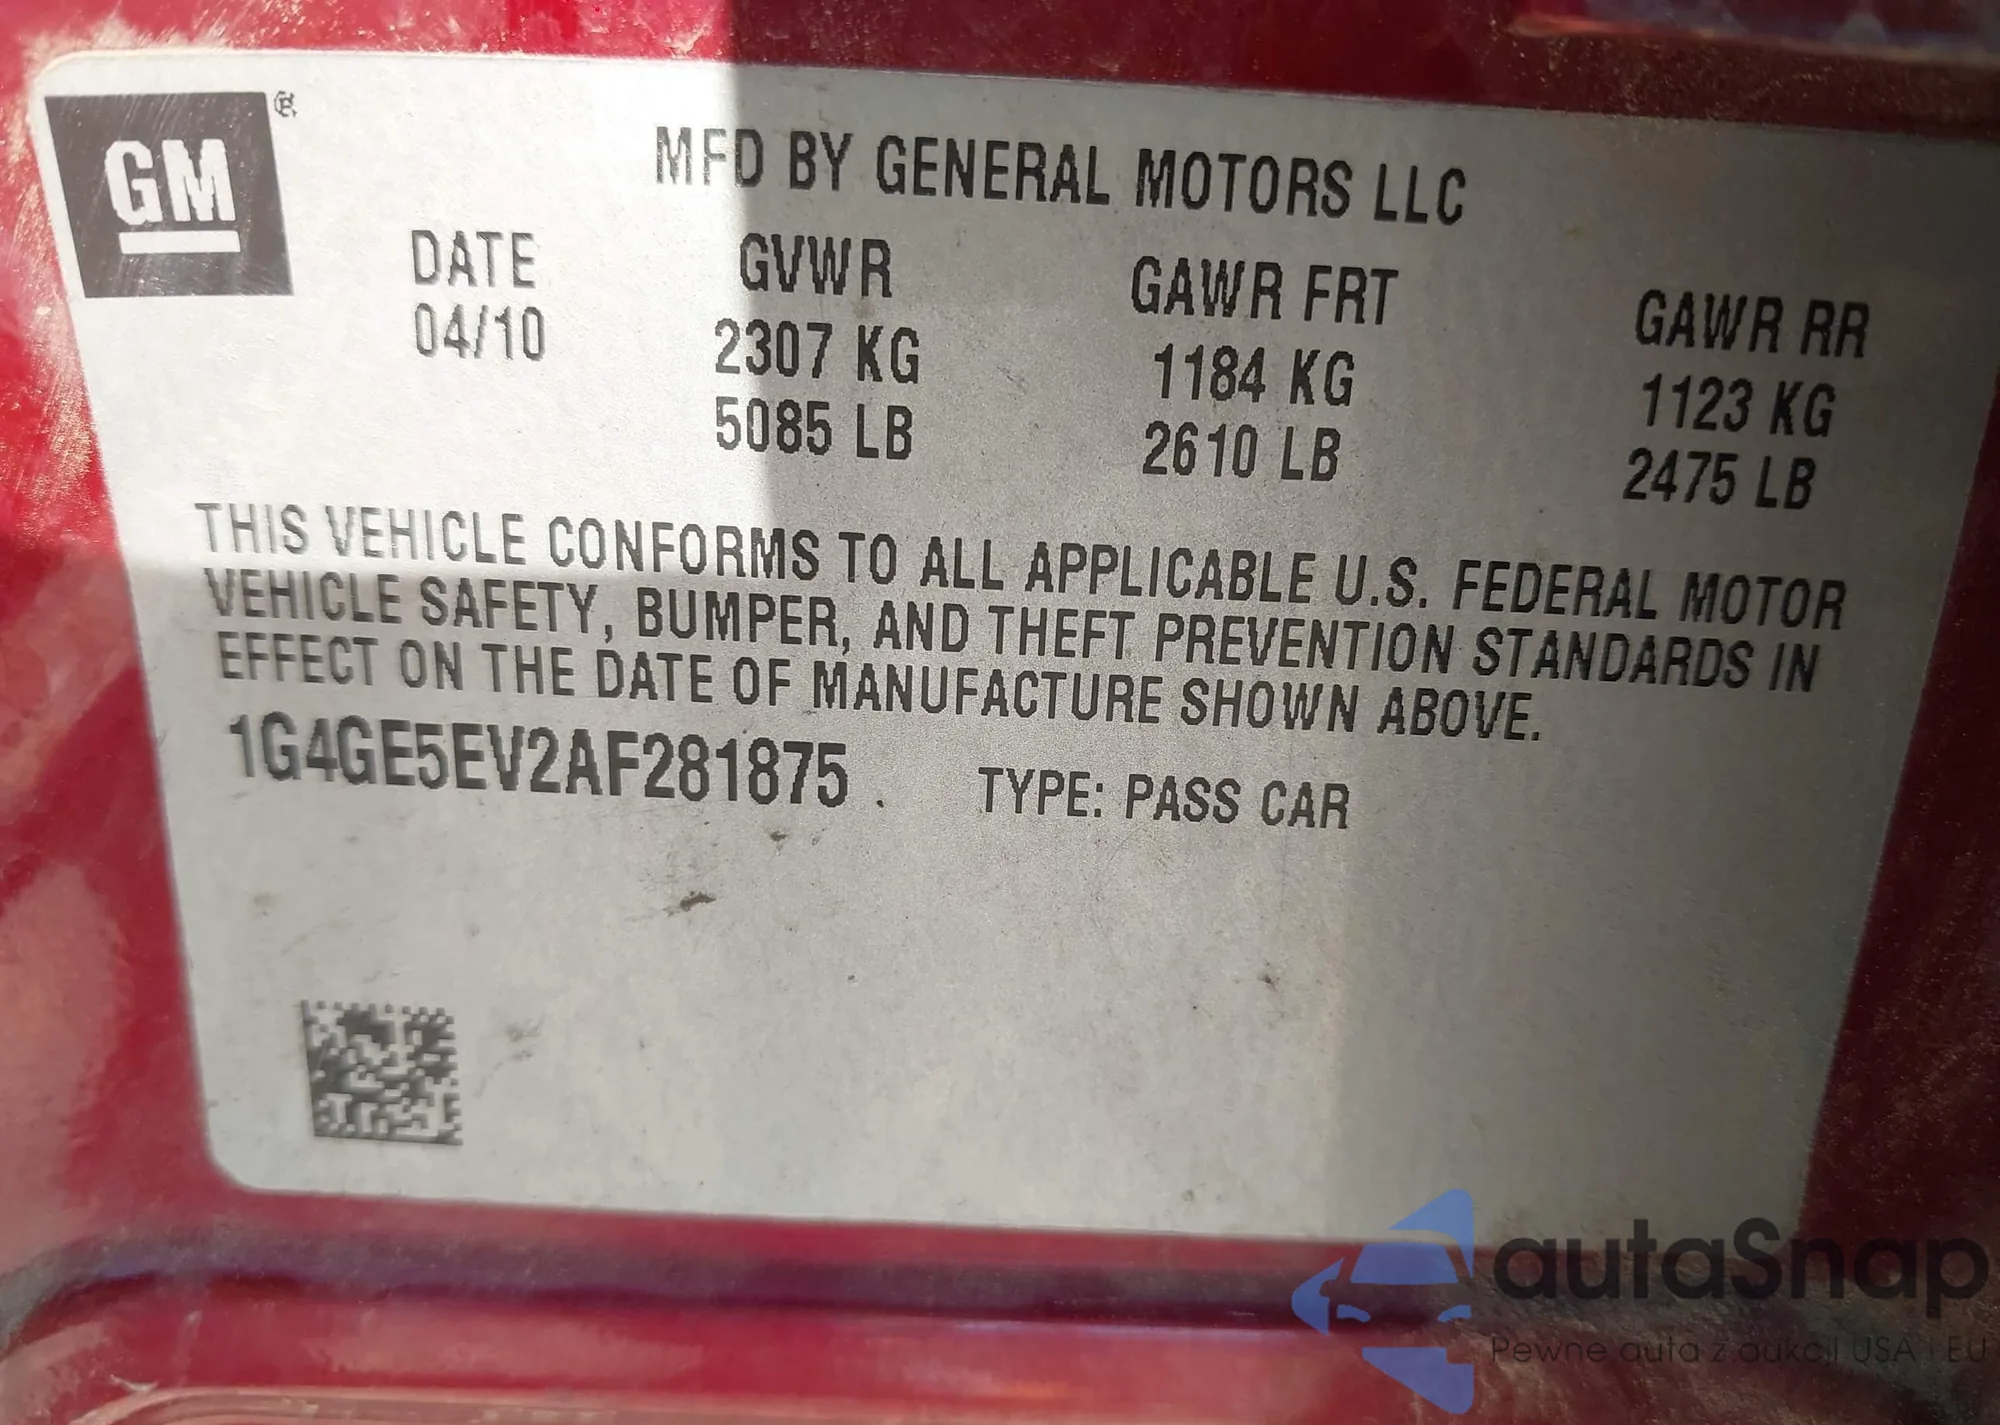 GM ®
MFD BY GENERAL MOTORS LLC
DATE GVWR GAWR FRT GAWR RR
04/10 2307 KG 1184 KG 1123 KG
5085 LB 2610 LB 2475 LB
THIS VEHICLE CONFORMS TO ALL APPLICABLE U.S. FEDERAL MOTOR
VEHICLE SAFETY, BUMPER, AND THEFT PREVENTION STANDARDS IN
EFFECT ON THE DATE OF MANUFACTURE SHOWN ABOVE.
1G4GE5EV2AF281875 . TYPE: PASS CAR
autaSnap
Pewne auta z aukcji USA i EU